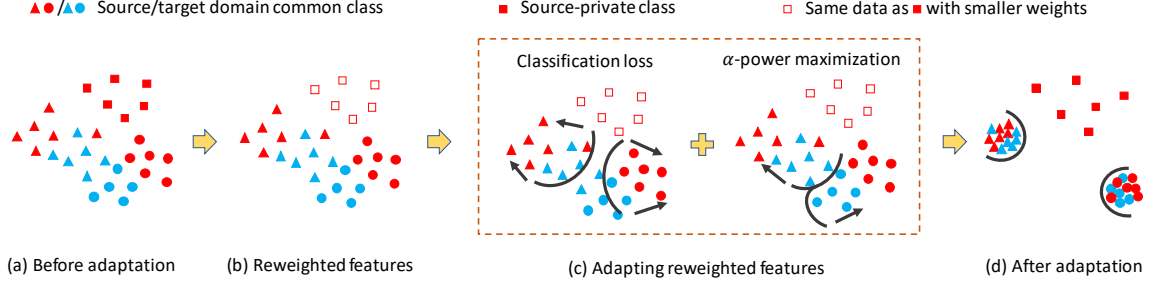 / Source/target domain common class
Source-private class
Same data as with smaller weights
Classification loss
α-power maximization
(a) Before adaptation
(b) Reweighted features
(c) Adapting reweighted features
(d) After adaptation